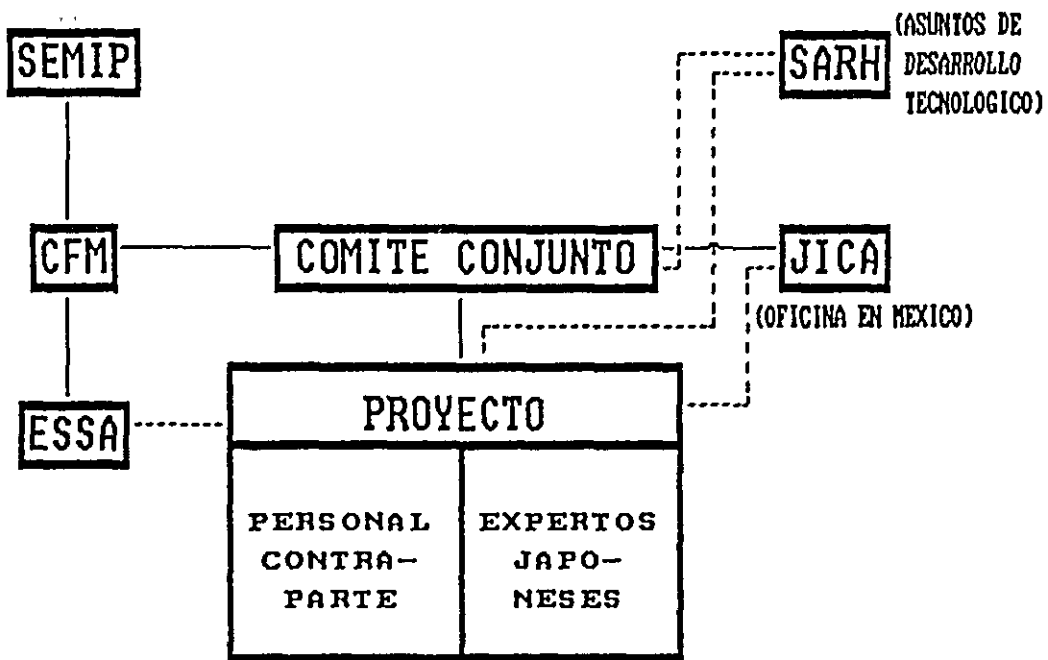 SEMIP
SARH
(ASUNTOS DE
DESARROLLO
TECNOLOGICO)
CFM
COMITE CONJUNTO
JICA
(OFICINA EN MEXICO)
ESSA
PROYECTO
PERSONAL
CONTRA-
PARTE
EXPERTOS
JAPO-
NESES